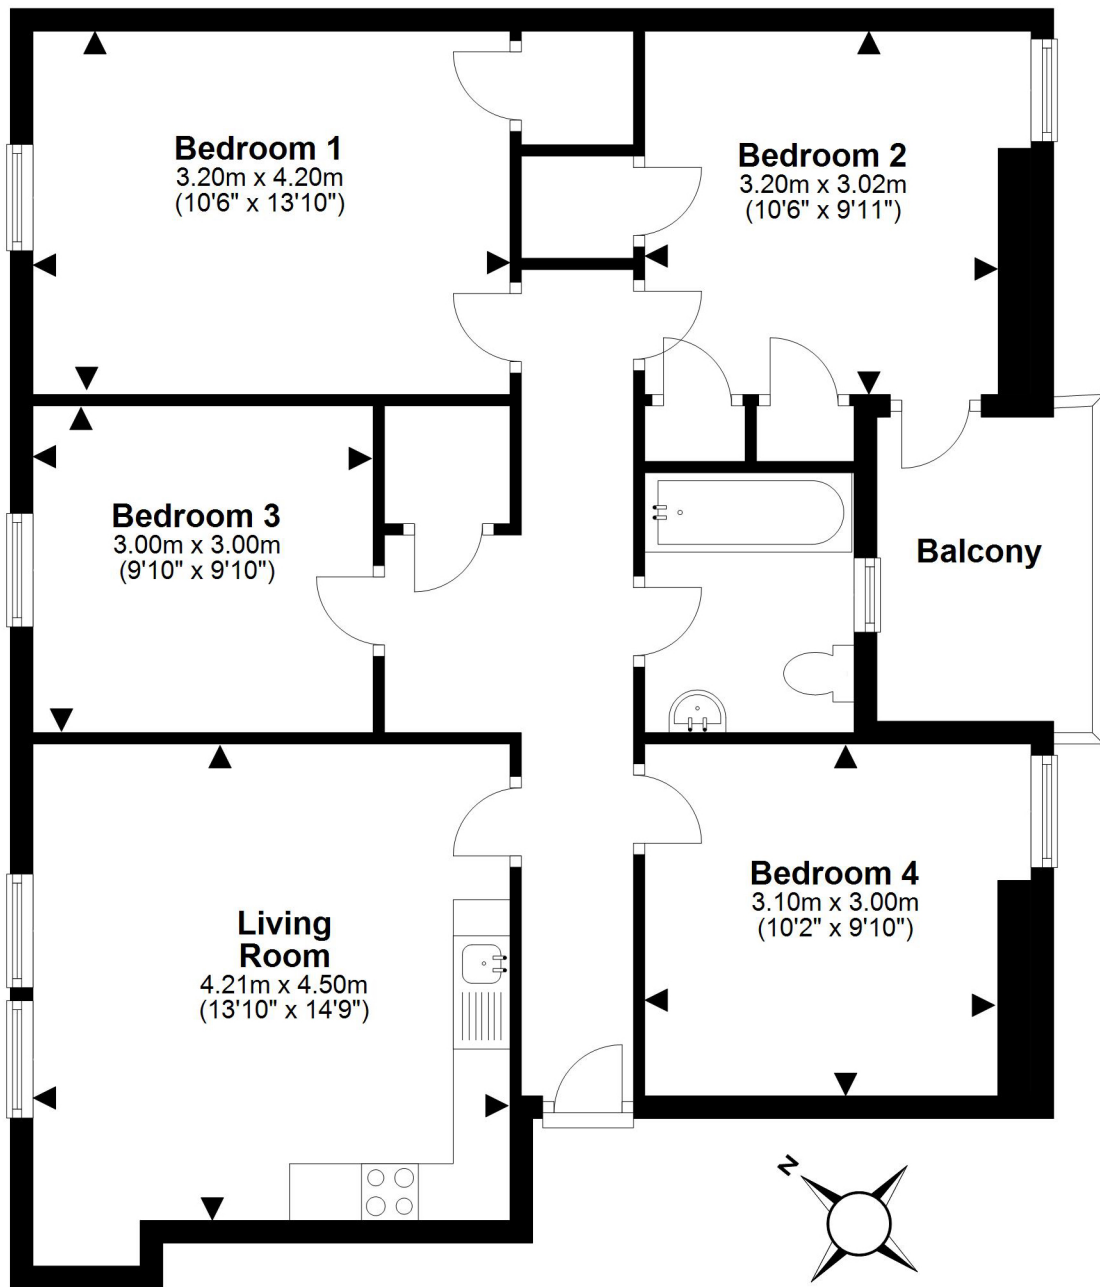 Bedroom 1
3.20m x 4.20m
(10'6" x 13'10")
Bedroom 2
3.20m x 3.02m
(10'6" x 9'11")
Bedroom 3
3.00m x 3.00m
(9'10" x 9'10")
Balcony
Living
Room
4.21m x 4.50m
(13'10" x 14'9")
Bedroom 4
3.10m x 3.00m
(10'2" x 9'10")
N